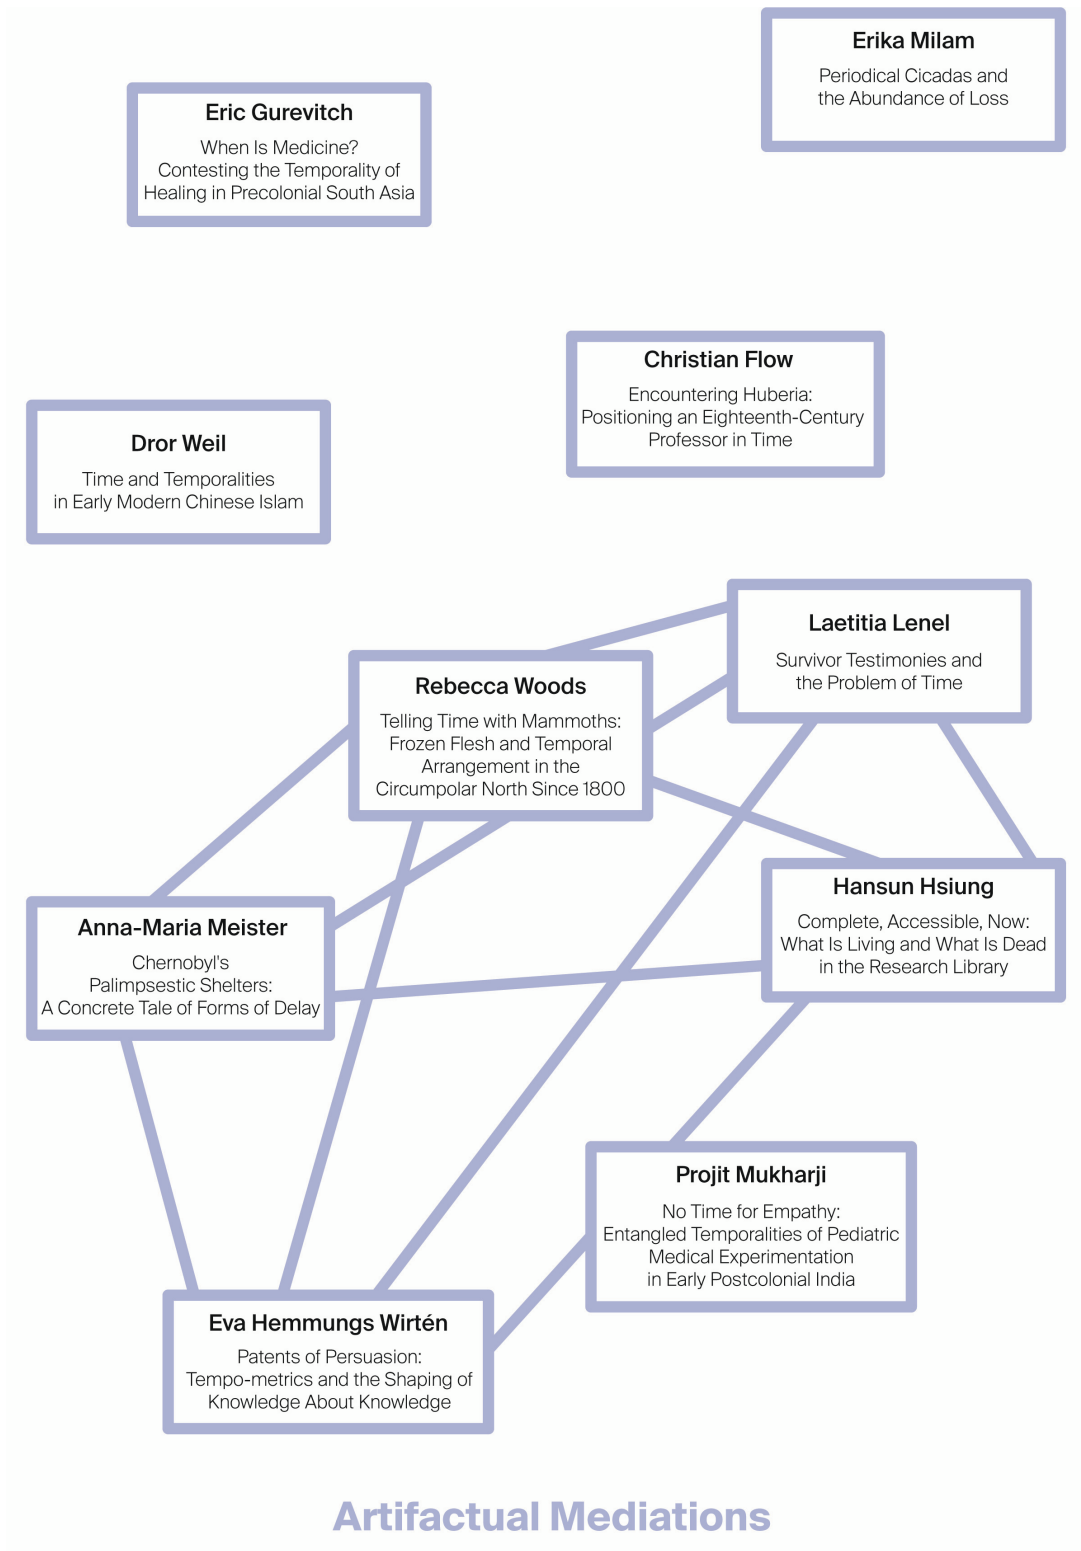 Erika Milam
Periodical Cicadas and
the Abundance of Loss
Eric Gurevitch
When Is Medicine?
Contesting the Temporality of
Healing in Precolonial South Asia
Christian Flow
Encountering Huberia:
Positioning an Eighteenth-Century
Professor in Time
Dror Weil
Time and Temporalities
in Early Modern Chinese Islam
Laetitia Lenel
Survivor Testimonies and
the Problem of Time
Rebecca Woods
Telling Time with Mammoths:
Frozen Flesh and Temporal
Arrangement in the
Circumpolar North Since 1800
Hansun Hsiung
Complete, Accessible, Now:
What Is Living and What Is Dead
in the Research Library
Anna-Maria Meister
Chernobyl's
Palimpsestic Shelters:
A Concrete Tale of Forms of Delay
Projit Mukharji
No Time for Empathy:
Entangled Temporalities of Pediatric
Medical Experimentation
in Early Postcolonial India
Eva Hemmungs Wirtén
Patents of Persuasion:
Tempo-metrics and the Shaping of
Knowledge About Knowledge
Artifactual Mediations